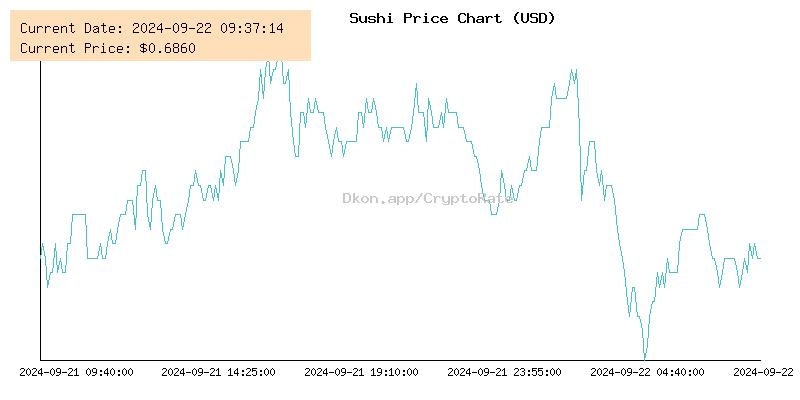 Sushi Price Chart (USD)
Current Date: 2024-09-22 09:37:14
Current Price: $0.6860
Dkon.app/CryptoRate
2024-09-21 09:40:00 2024-09-21 14:25:00 2024-09-21 19:10:00 2024-09-21 23:55:00 2024-09-22 04:40:00 2024-09-22